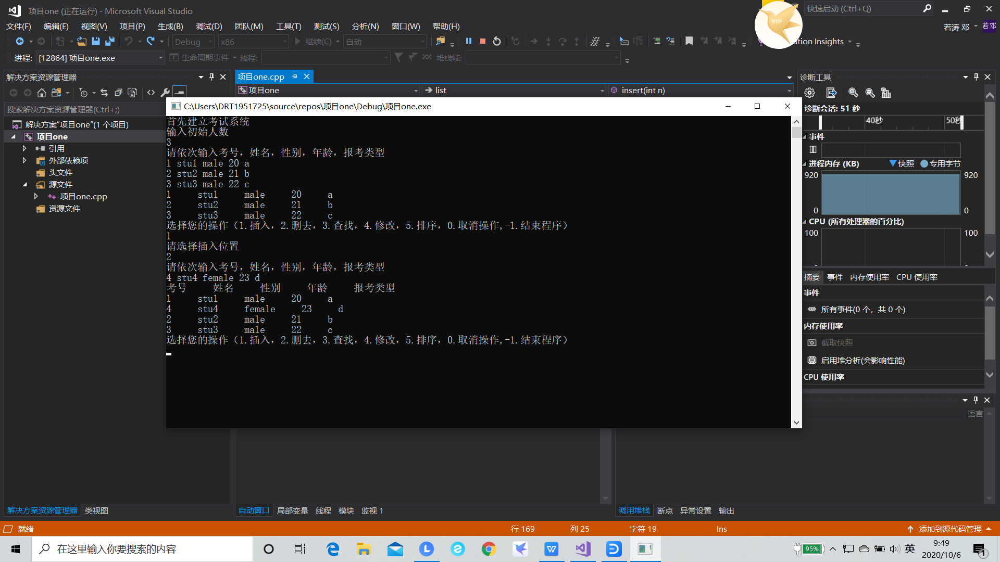 项目one (正在运行) - Microsoft Visual Studio
快速启动 (Ctrl+Q)
文件(F) 编辑(E) 视图(V) 项目(P) 生成(B) 调试(D) 团队(M) 工具(T) 测试(S) 分析(N) 窗口(W) 帮助(H)
VIP
若涛 邓 若邓
Debug x86 继续(C) 自动 ation Insights
进程: [12864] 项目one.exe 生命周期事件 线程: 堆栈帧:
解决方案资源管理器
项目one.cpp
诊断工具
项目one list insert(int n)
搜索解决方案资源管理器(Ctrl+;)
解决方案"项目one"(1 个项目)
项目one
引用
外部依赖项
头文件
源文件
项目one.cpp
资源文件
C:\Users\DRT1951725\source\repos\项目one\Debug\项目one.exe
首先建立考试系统
输入初始人数
3
请依次输入考号，姓名，性别，年龄，报考类型
1 stu1 male 20 a
2 stu2 male 21 b
3 stu3 male 22 c
1 stu1 male 20 a
2 stu2 male 21 b
3 stu3 male 22 c
选择您的操作（1.插入，2.删去，3.查找，4.修改，5.排序，0.取消操作,-1.结束程序）
1
请选择插入位置
2
请依次输入考号，姓名，性别，年龄，报考类型
4 stu4 female 23 d
考号 姓名 性别 年龄 报考类型
1 stu1 male 20 a
4 stu4 female 23 d
2 stu2 male 21 b
3 stu3 male 22 c
选择您的操作（1.插入，2.删去，3.查找，4.修改，5.排序，0.取消操作,-1.结束程序）
诊断会话: 51 秒
40秒 50秒
事件
进程内存 (KB) 快照 专用字节
920 920
0 0
CPU (所有处理器的百分比)
100 100
摘要 事件 内存使用率 CPU 使用率
事件
所有事件(0 个，共 0 个)
内存使用率
截取快照
启用堆分析(会影响性能)
CPU 使用率
语言
解决方案资源管理器 类视图
自动窗口 局部变量 线程 模块 监视 1
调用堆栈 断点 异常设置 输出
就绪 行 169 列 25 字符 19 Ins 添加到源代码管理
在这里输入你要搜索的内容
95% 英
9:49
2020/10/6
1